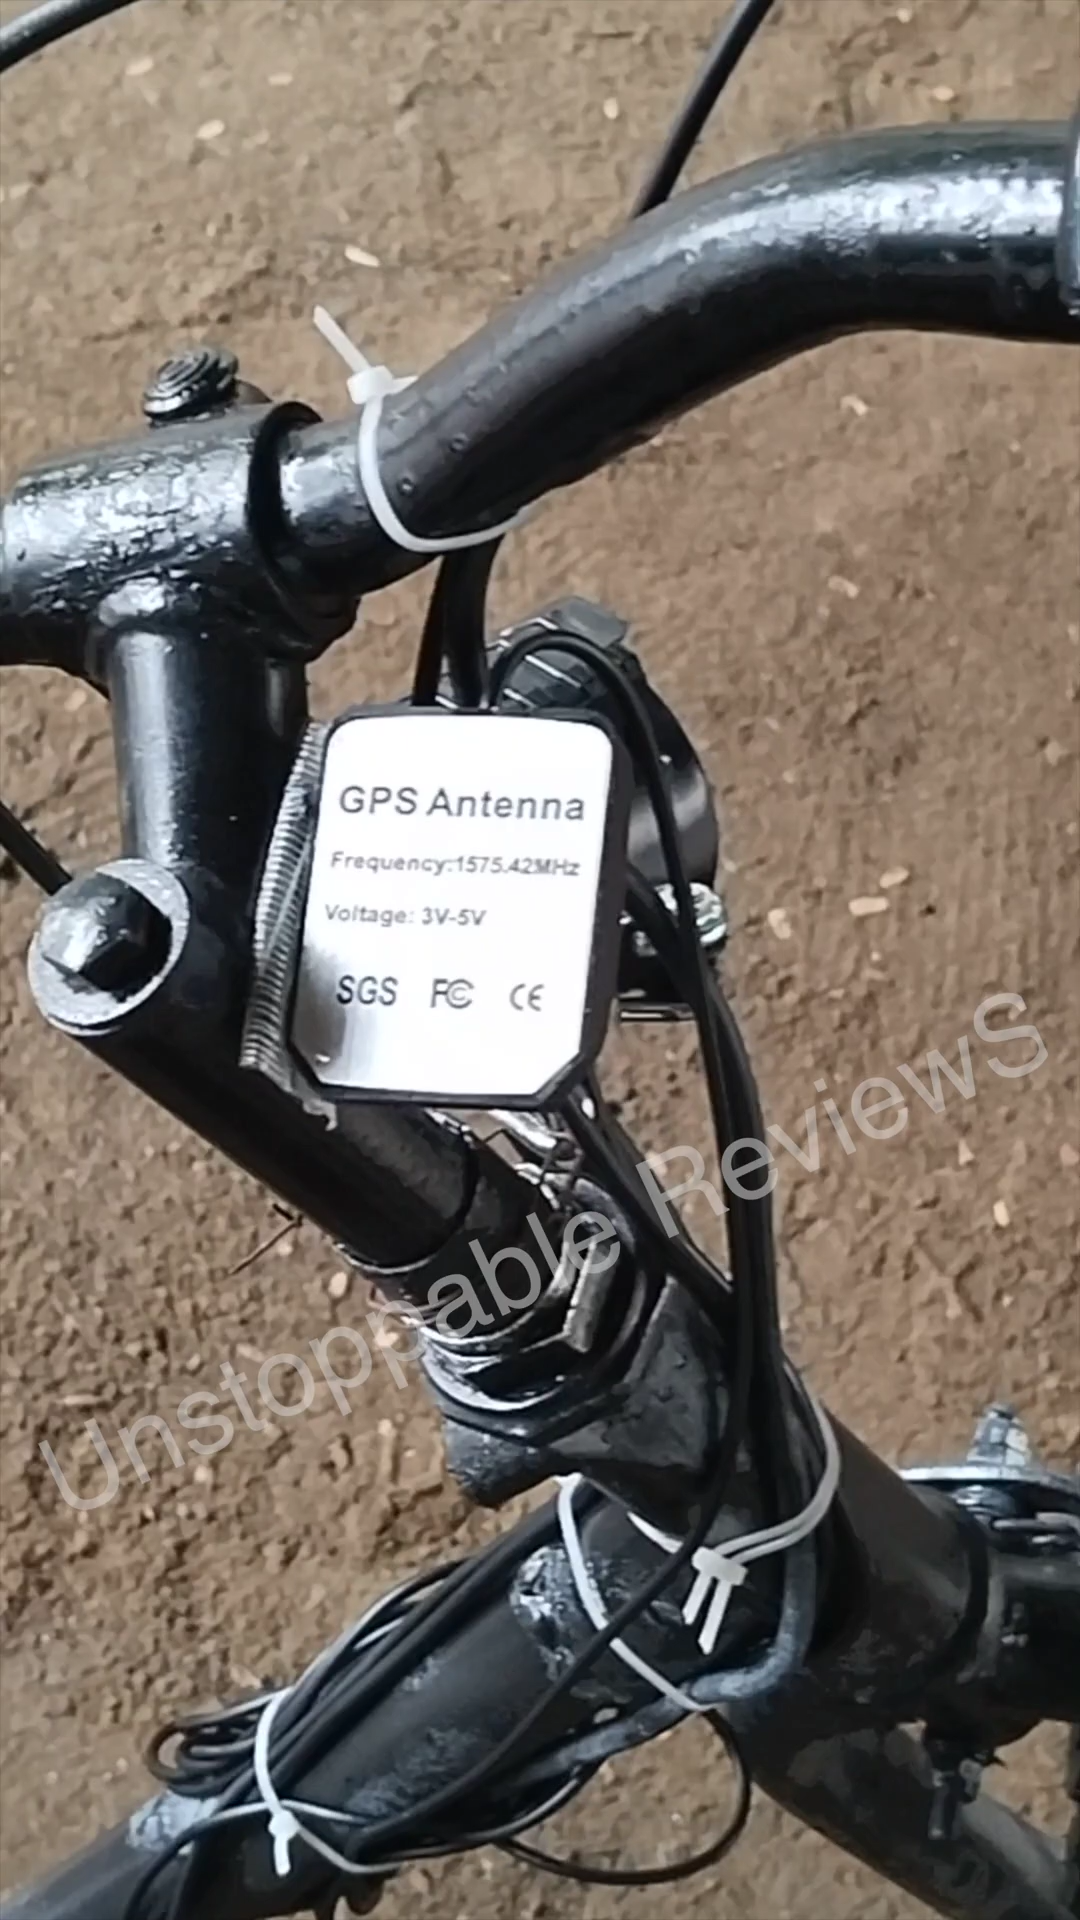 GPS Antenna
Frequency:1575.42MHz
Voltage: 3V-5V
SGS FC CE
Unstoppable ReviewS